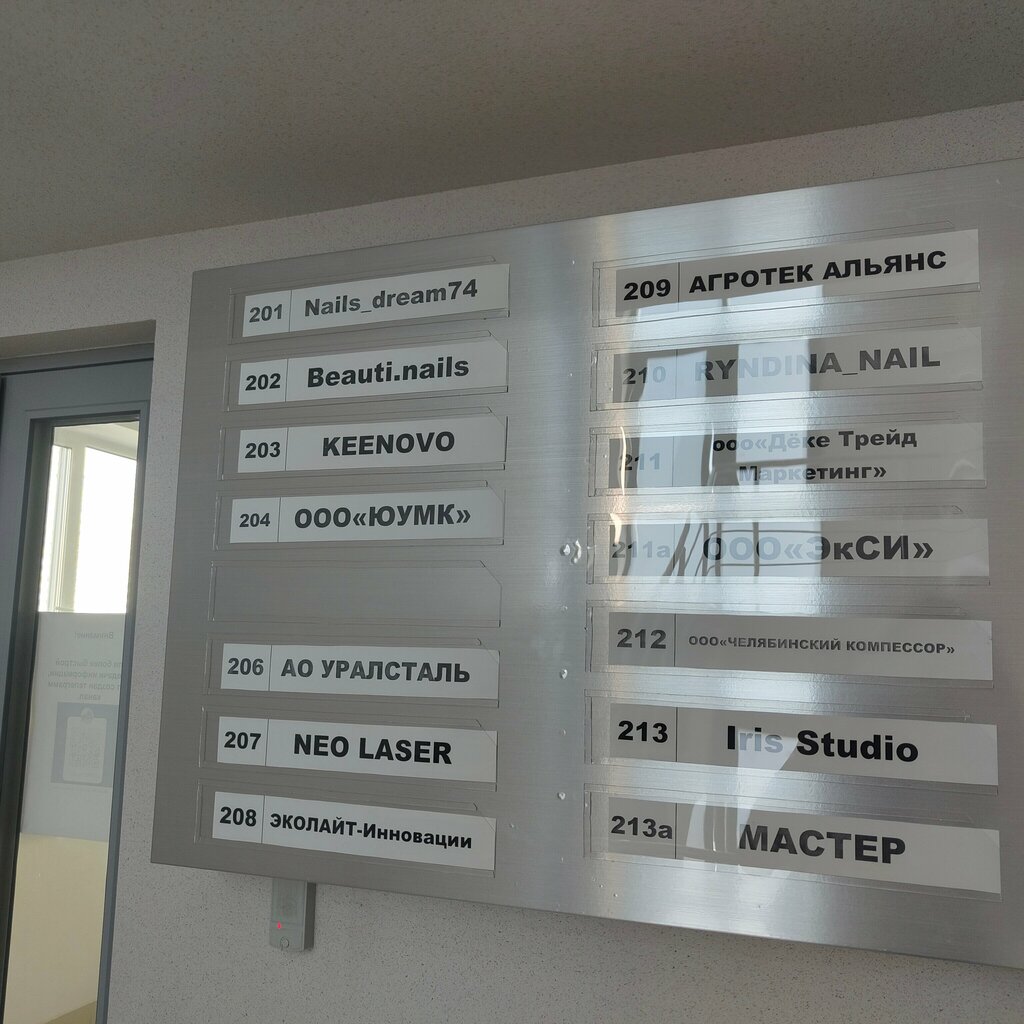 201 Nails_dream74
202 Beauti.nails
203 KEENOVO
204 ООО«ЮУМК»
206 АО УРАЛСТАЛЬ
207 NEO LASER
208 ЭКОЛАЙТ-Инновации
209 АГРОТЕК АЛЬЯНС
210 RYNDINA_NAIL
211 ооо«Дёке Трейд
Маркетинг»
211а ООО«ЭкСИ»
212 ООО«ЧЕЛЯБИНСКИЙ КОМПЕССОР»
213 Iris Studio
213а МАСТЕР